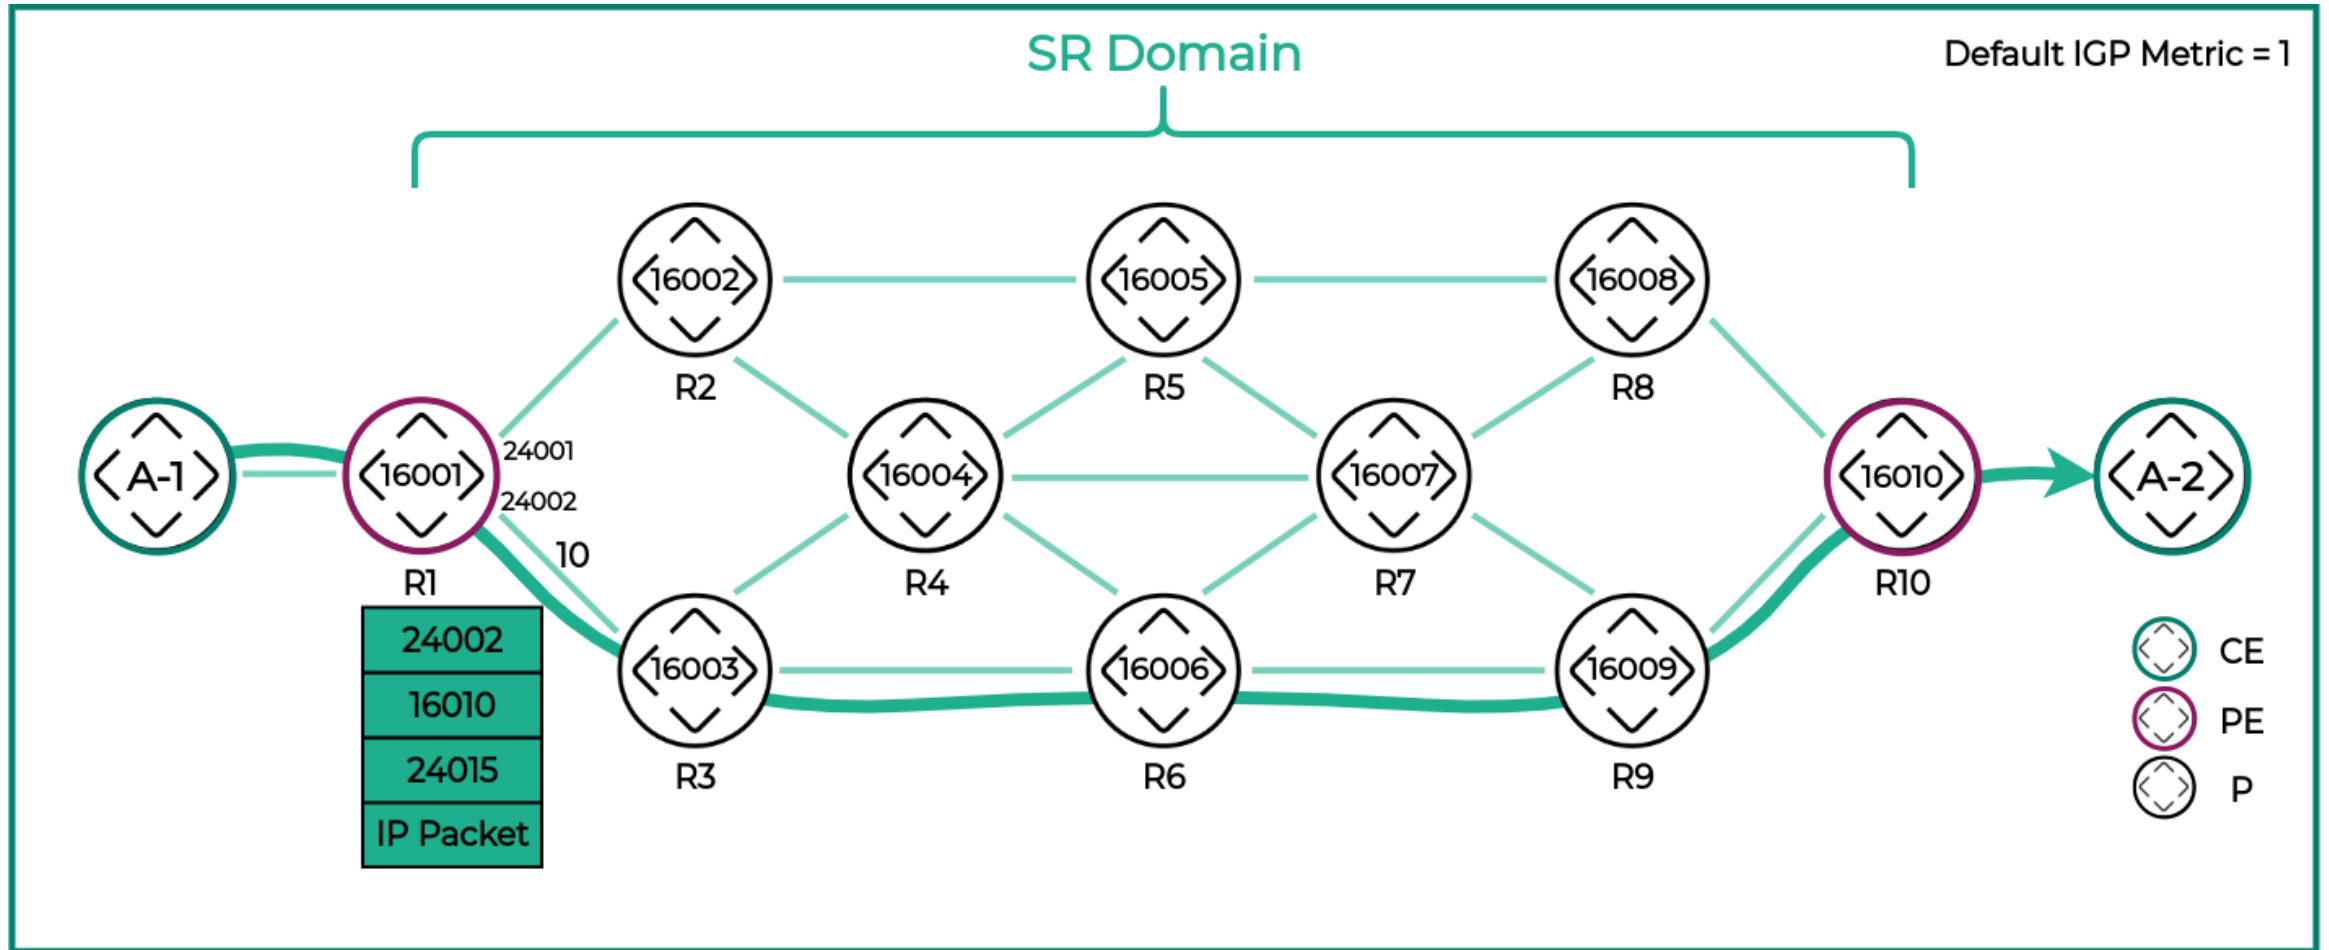 SR Domain
Default IGP Metric = 1
16002
16005
16008
R2
R5
R8
A-1
16001
24001
24002
16004
16007
16010
A-2
10
R1
R4
R7
R10
24002
16010
24015
IP Packet
16003
16006
16009
R3
R6
R9
CE
PE
P